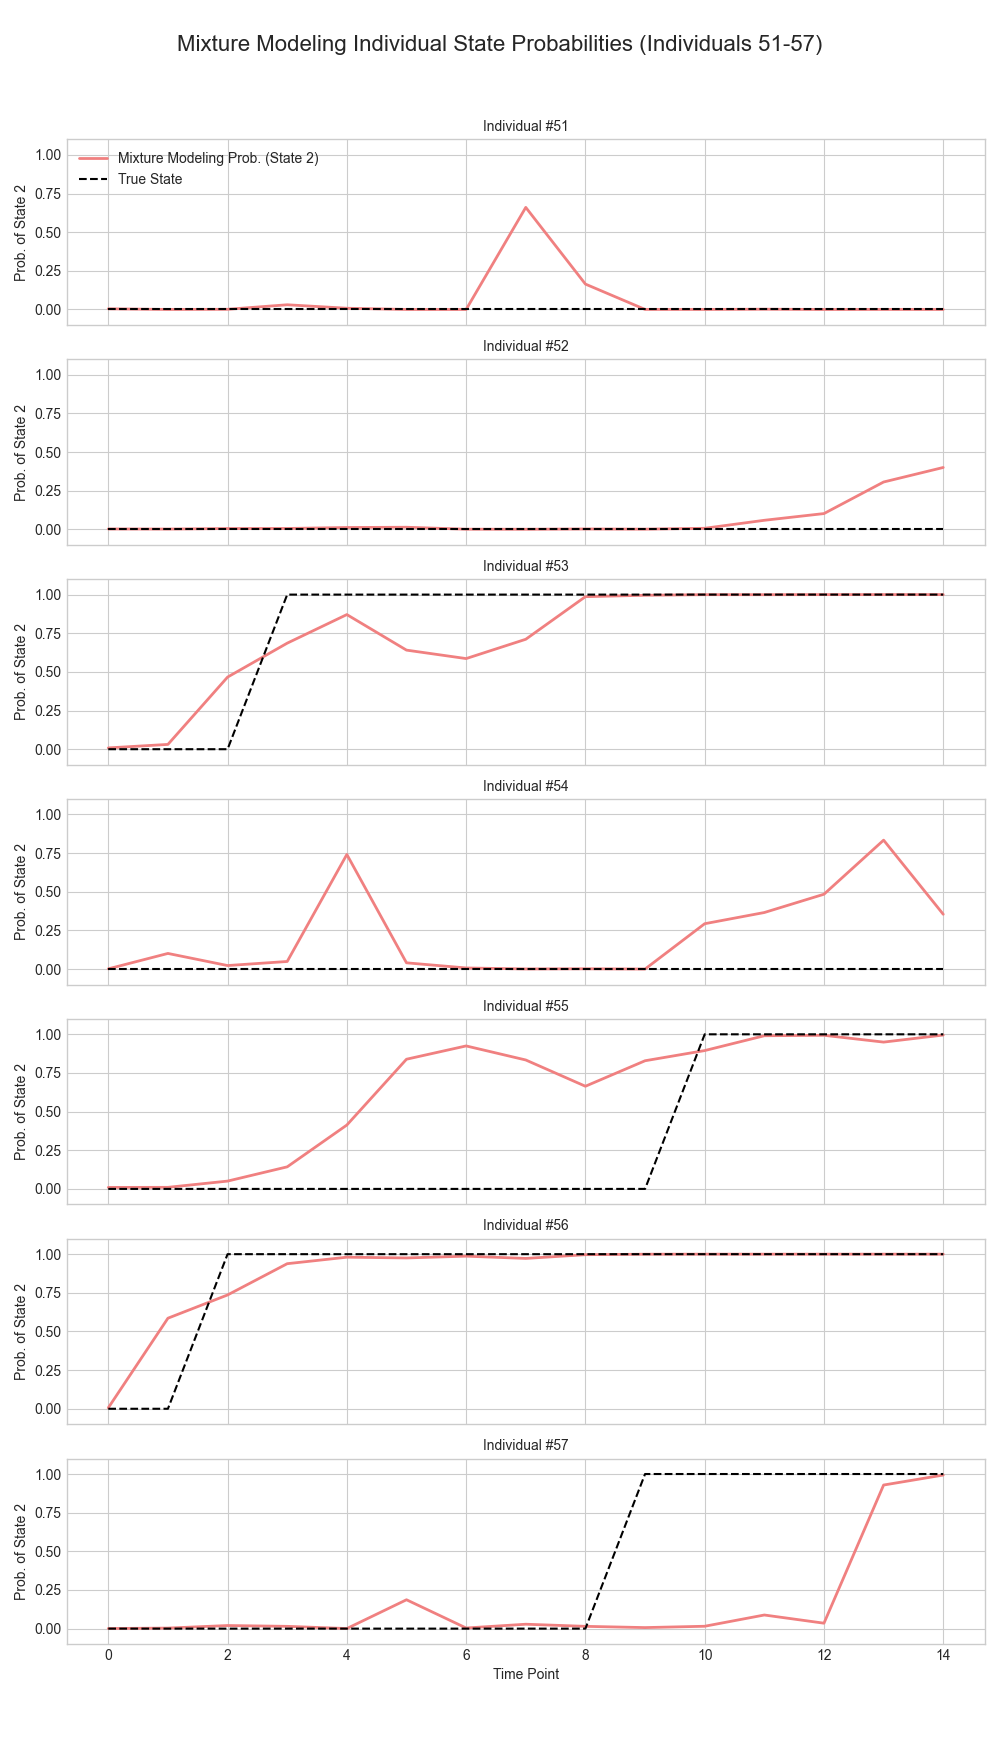 Mixture Modeling Individual State Probabilities (Individuals 51-57)
Individual #51
Mixture Modeling Prob. (State 2)
True State
Prob. of State 2
1.00
0.75
0.50
0.25
0.00
Individual #52
Prob. of State 2
1.00
0.75
0.50
0.25
0.00
Individual #53
Prob. of State 2
1.00
0.75
0.50
0.25
0.00
Individual #54
Prob. of State 2
1.00
0.75
0.50
0.25
0.00
Individual #55
Prob. of State 2
1.00
0.75
0.50
0.25
0.00
Individual #56
Prob. of State 2
1.00
0.75
0.50
0.25
0.00
Individual #57
Prob. of State 2
1.00
0.75
0.50
0.25
0.00
0 2 4 6 8 10 12 14
Time Point